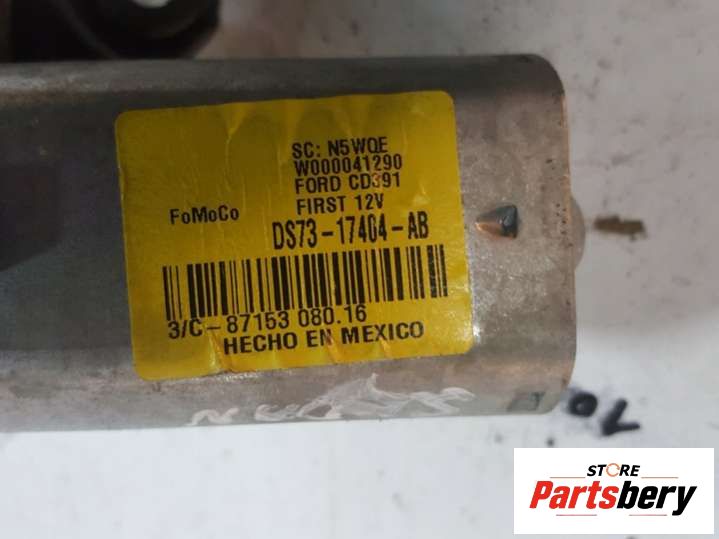 SC: N5WQE
W000041290
FORD CD391
FIRST 12V
FoMoCo
DS73-17404-AB
3/C-87153 080.16
HECHO EN MEXICO
STORE
Partsbery